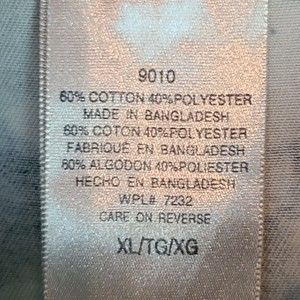 9010
60% COTTON 40% POLYESTER
MADE IN BANGLADESH
60% COTON 40% POLYESTER
FABRIQUÉ EN BANGLADESH
60% ALGODON 40% POLIESTER
HECHO EN BANGLADESH
WPL# 7232
CARE ON REVERSE
XL/TG/XG